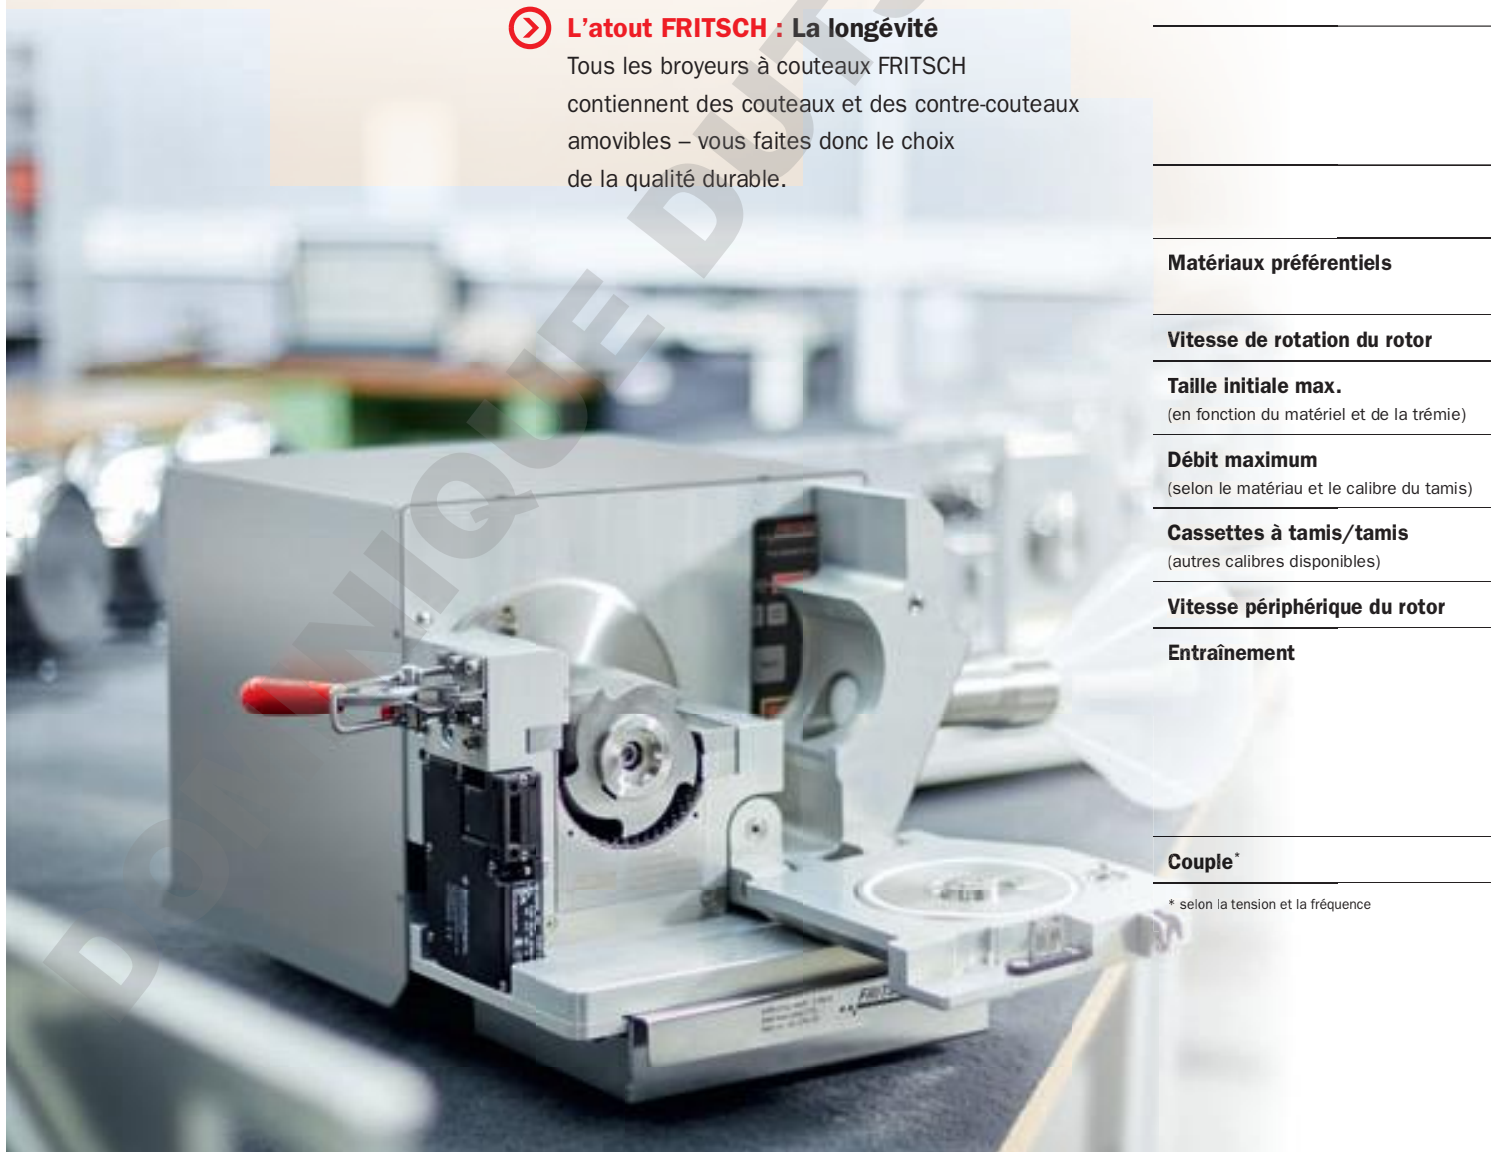 L’atout FRITSCH : La longévité
Tous les broyeurs à couteaux FRITSCH
contiennent des couteaux et des contre-couteaux
amovibles – vous faites donc le choix
de la qualité durable.
Matériaux préférentiels
Vitesse de rotation du rotor
Taille initiale max.
(en fonction du matériel et de la trémie)
Débit maximum
(selon le matériau et le calibre du tamis)
Cassettes à tamis/tamis
(autres calibres disponibles)
Vitesse périphérique du rotor
Entraînement
Couple*
* selon la tension et la fréquence
DOMINIQUE DUTS